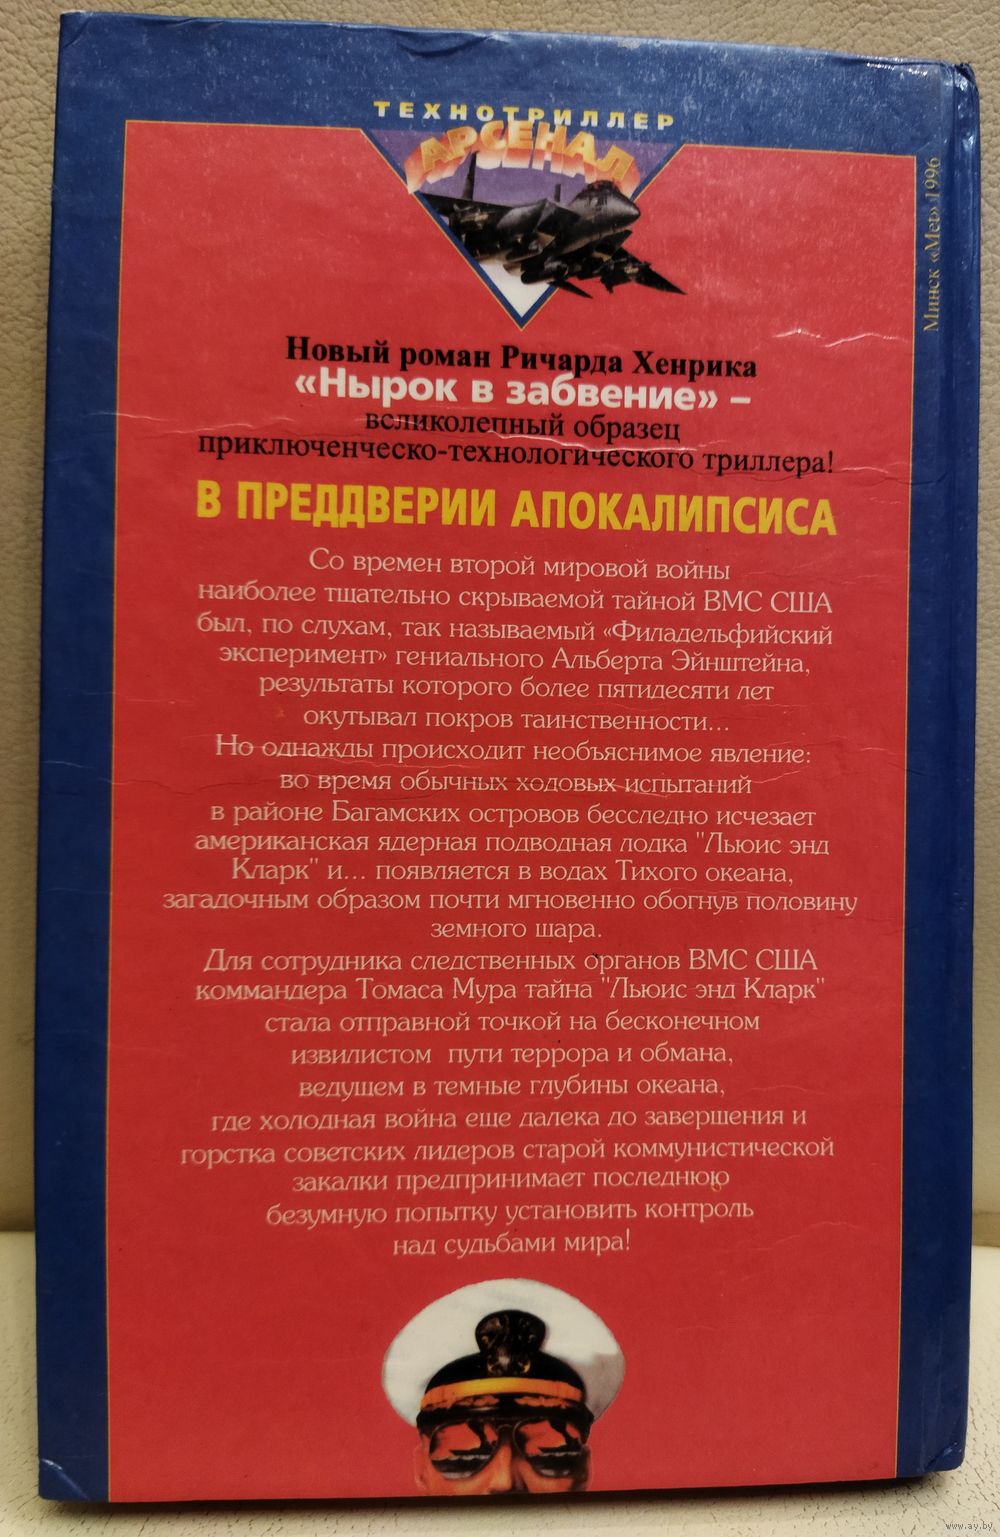 ТЕХНОТРИЛЛЕР
АРСЕНАЛ
Минск «Met» 1996
Новый роман Ричарда Хенрика
«Нырок в забвение» –
великолепный образец
приключенческо-технологического триллера!
В ПРЕДДВЕРИИ АПОКАЛИПСИСА
Со времен второй мировой войны
наиболее тщательно скрываемой тайной ВМС США
был, по слухам, так называемый «Филадельфийский
эксперимент» гениального Альберта Эйнштейна,
результаты которого более пятидесяти лет
окутывал покров таинственности...
Но однажды происходит необъяснимое явление:
во время обычных ходовых испытаний
в районе Багамских островов бесследно исчезает
американская ядерная подводная лодка "Льюис энд
Кларк" и... появляется в водах Тихого океана,
загадочным образом почти мгновенно обогнув половину
земного шара.
Для сотрудника следственных органов ВМС США
коммандера Томаса Мура тайна "Льюис энд Кларк"
стала отправной точкой на бесконечном
извилистом пути террора и обмана,
ведущем в темные глубины океана,
где холодная война еще далека до завершения и
горстка советских лидеров старой коммунистической
закалки предпринимает последнюю
безумную попытку установить контроль
над судьбами мира!
www.ay.by